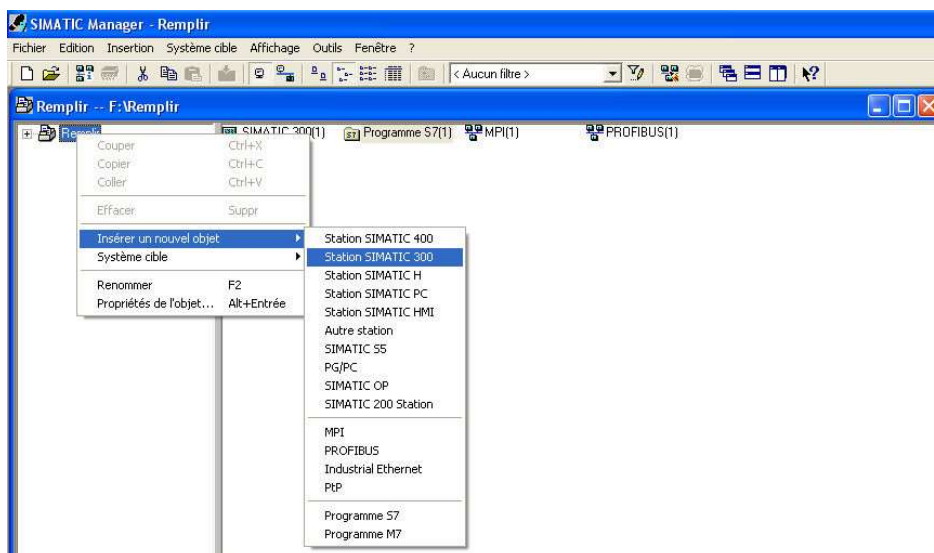 SIMATIC Manager - Remplir
Fichier Edition Insertion Système cible Affichage Outils Fenêtre ?
< Aucun filtre >
Remplir -- F:\Remplir
Remplir SIMATIC 300(1) Programme S7(1) MPI(1) PROFIBUS(1)
Couper Ctrl+X
Copier Ctrl+C
Coller Ctrl+V
Effacer Suppr
Insérer un nouvel objet
Système cible
Renommer F2
Propriétés de l'objet... Alt+Entrée
Station SIMATIC 400
Station SIMATIC 300
Station SIMATIC H
Station SIMATIC PC
Station SIMATIC HMI
Autre station
SIMATIC S5
PG/PC
SIMATIC OP
SIMATIC 200 Station
MPI
PROFIBUS
Industrial Ethernet
PtP
Programme S7
Programme M7